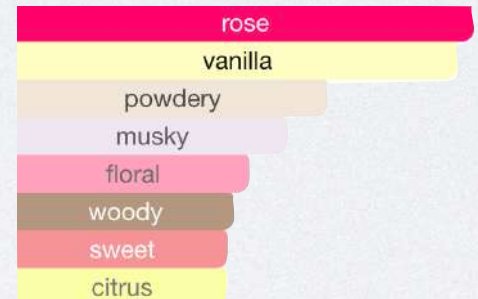 rose
vanilla
powdery
musky
floral
woody
sweet
citrus